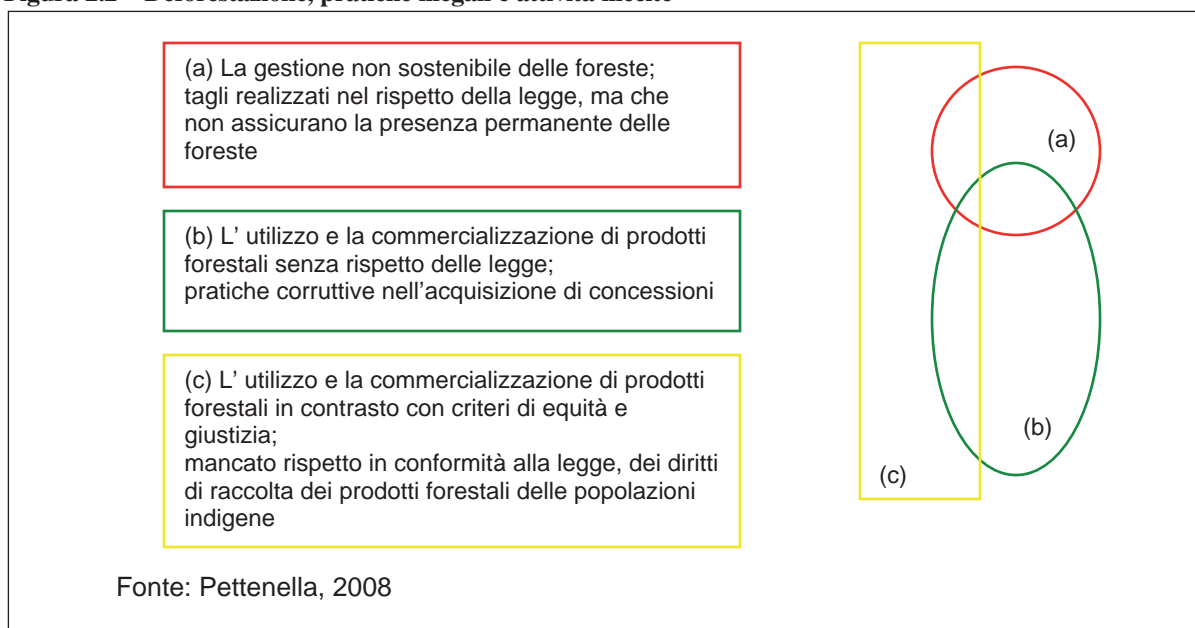 (a) La gestione non sostenibile delle foreste;
tagli realizzati nel rispetto della legge, ma che
non assicurano la presenza permanente delle
foreste
(b) L' utilizzo e la commercializzazione di prodotti
forestali senza rispetto delle legge;
pratiche corruttive nell'acquisizione di concessioni
(c) L' utilizzo e la commercializzazione di prodotti
forestali in contrasto con criteri di equità e
giustizia;
mancato rispetto in conformità alla legge, dei diritti
di raccolta dei prodotti forestali delle popolazioni
indigene
(a)
(b)
(c)
Fonte: Pettenella, 2008